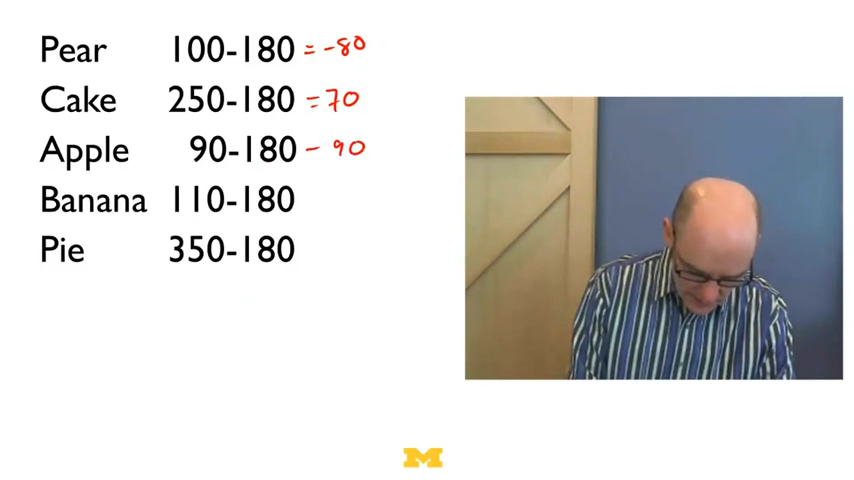 Pear 100-180 = -80
Cake 250-180 = 70
Apple 90-180 - 90
Banana 110-180
Pie 350-180
M